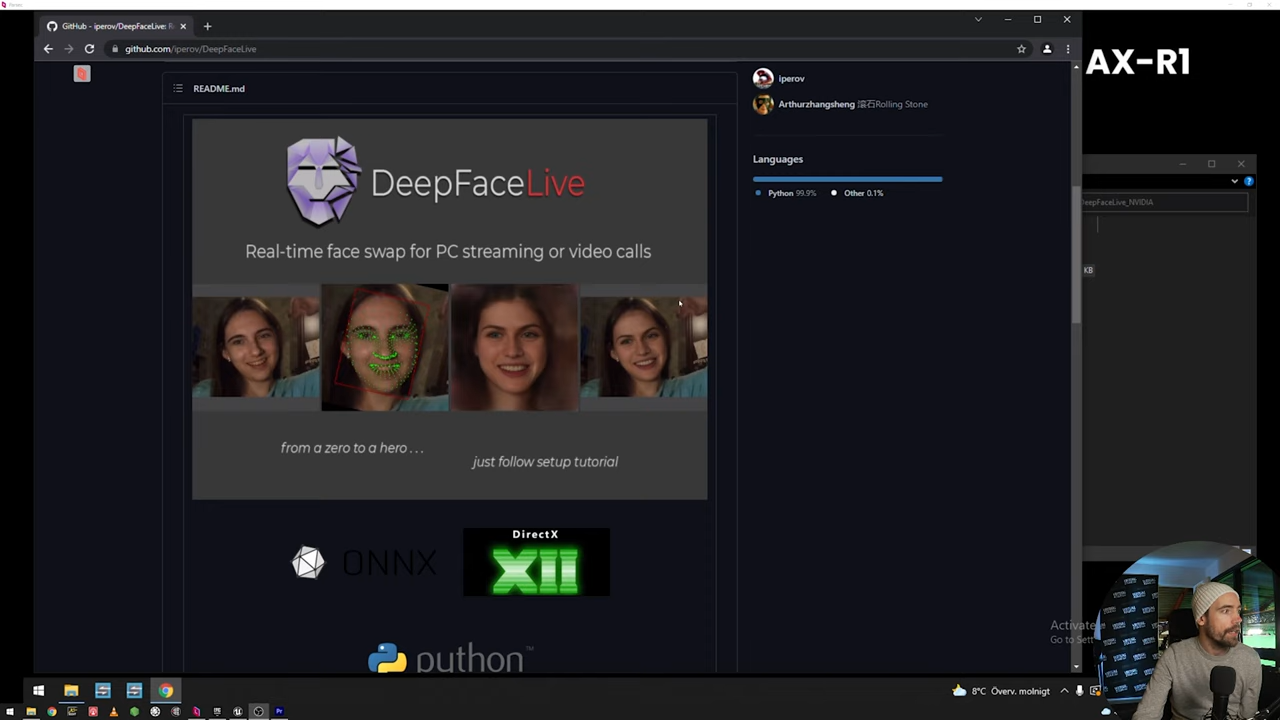 GitHub - iperov/DeepFaceLive: R
github.com/iperov/DeepFaceLive
AX-R1
README.md
iperov
Arthurzhangsheng 滾石Rolling Stone
Languages
Python 99.9%
Other 0.1%
DeepFaceLive
Real-time face swap for PC streaming or video calls
from a zero to a hero . . .
just follow setup tutorial
DirectX
XII
ONNX
python™
DeepFaceLive_NVIDIA
KB
Activate
Go to Sett
8°C Överv. molnigt